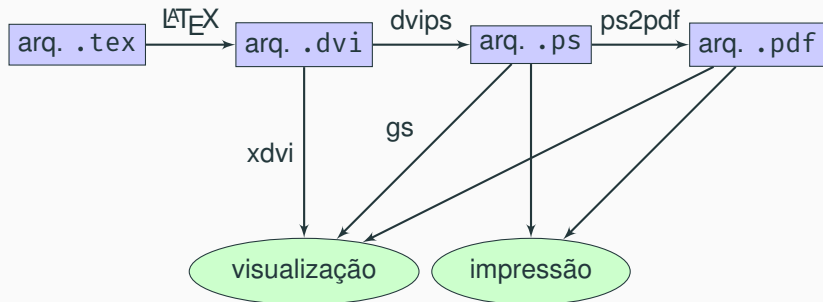 LATEX
dvips
ps2pdf
arq. .tex
arq. .dvi
arq. .ps
arq. .pdf
gs
xdvi
visualização
impressão